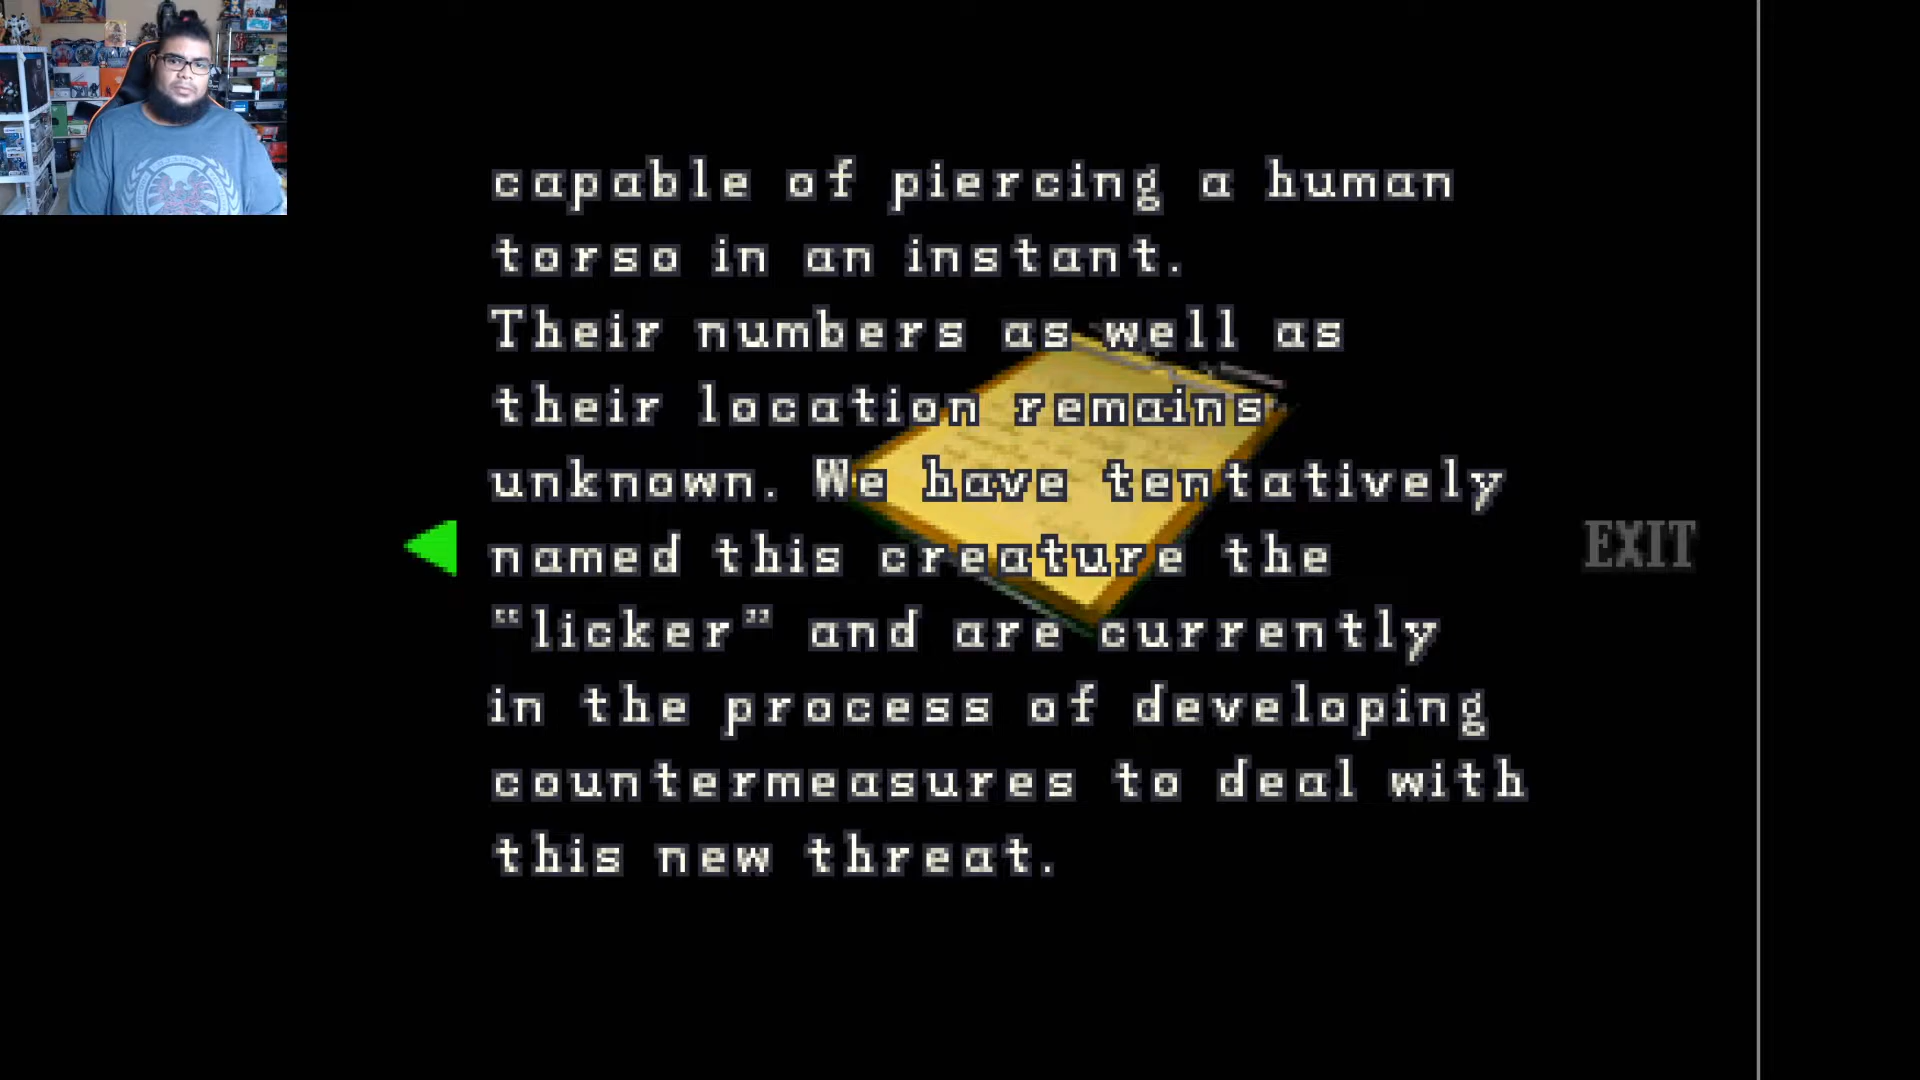 capable of piercing a human
torso in an instant.
Their numbers as well as
their location remains
unknown. We have tentatively
named this creature the
“licker” and are currently
in the process of developing
countermeasures to deal with
this new threat.
EXIT